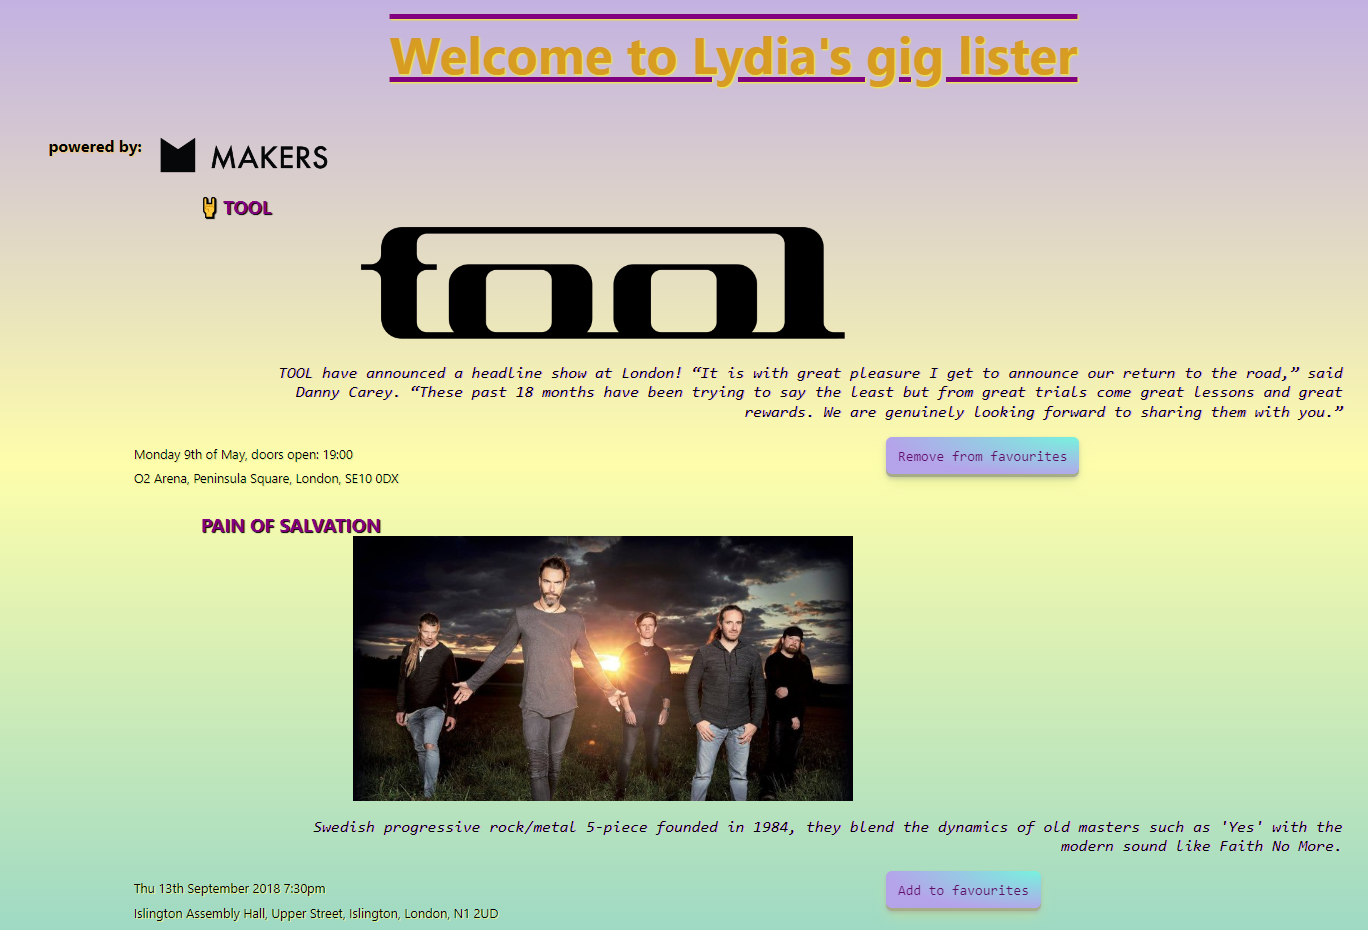 Welcome to Lydia's gig lister
powered by: MAKERS
TOOL
tool
TOOL have announced a headline show at London! “It is with great pleasure I get to announce our return to the road,” said
Danny Carey. “These past 18 months have been trying to say the least but from great trials come great lessons and great
rewards. We are genuinely looking forward to sharing them with you.”
Monday 9th of May, doors open: 19:00
Remove from favourites
O2 Arena, Peninsula Square, London, SE10 0DX
PAIN OF SALVATION
Swedish progressive rock/metal 5-piece founded in 1984, they blend the dynamics of old masters such as 'Yes' with the
modern sound like Faith No More.
Thu 13th September 2018 7:30pm
Add to favourites
Islington Assembly Hall, Upper Street, Islington, London, N1 2UD